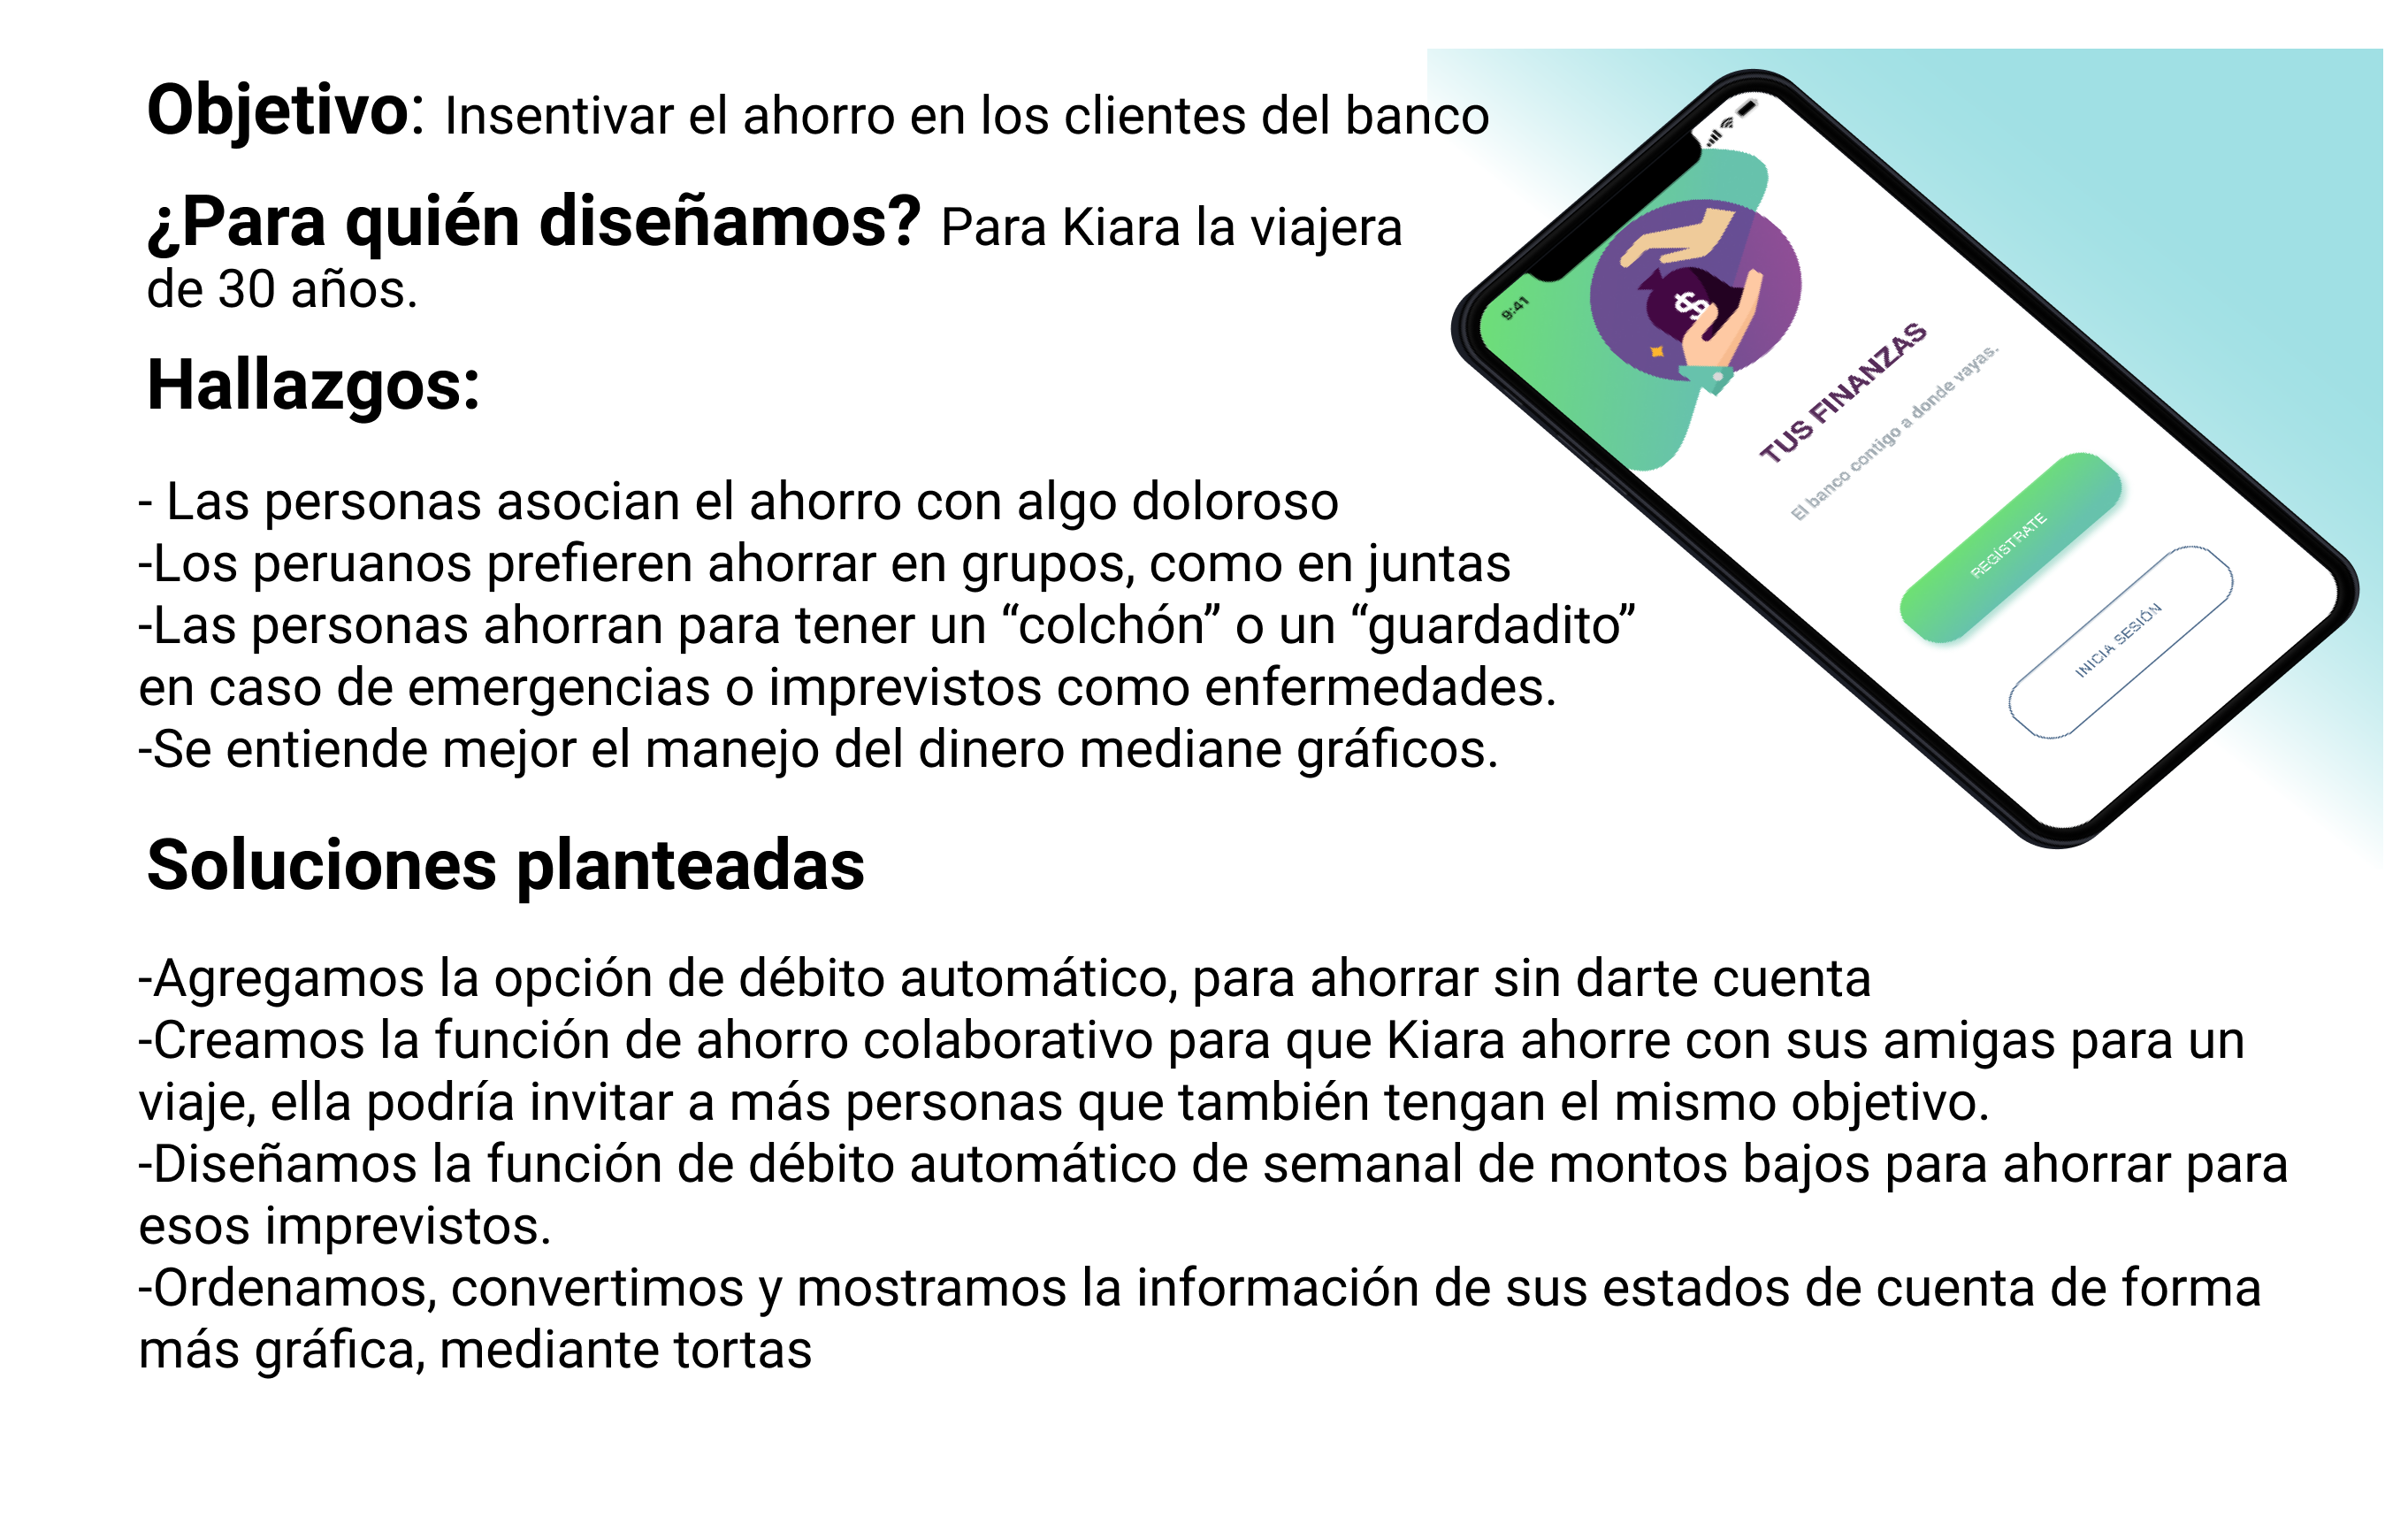 Objetivo: Insentivar el ahorro en los clientes del banco
¿Para quién diseñamos? Para Kiara la viajera
de 30 años.
Hallazgos:
- Las personas asocian el ahorro con algo doloroso
-Los peruanos prefieren ahorrar en grupos, como en juntas
-Las personas ahorran para tener un “colchón” o un “guardadito”
en caso de emergencias o imprevistos como enfermedades.
-Se entiende mejor el manejo del dinero mediane gráficos.
Soluciones planteadas
-Agregamos la opción de débito automático, para ahorrar sin darte cuenta
-Creamos la función de ahorro colaborativo para que Kiara ahorre con sus amigas para un
viaje, ella podría invitar a más personas que también tengan el mismo objetivo.
-Diseñamos la función de débito automático de semanal de montos bajos para ahorrar para
esos imprevistos.
-Ordenamos, convertimos y mostramos la información de sus estados de cuenta de forma
más gráfica, mediante tortas
9:41
$
TUS FINANZAS
El banco contigo a donde vayas.
REGÍSTRATE
INICIA SESIÓN